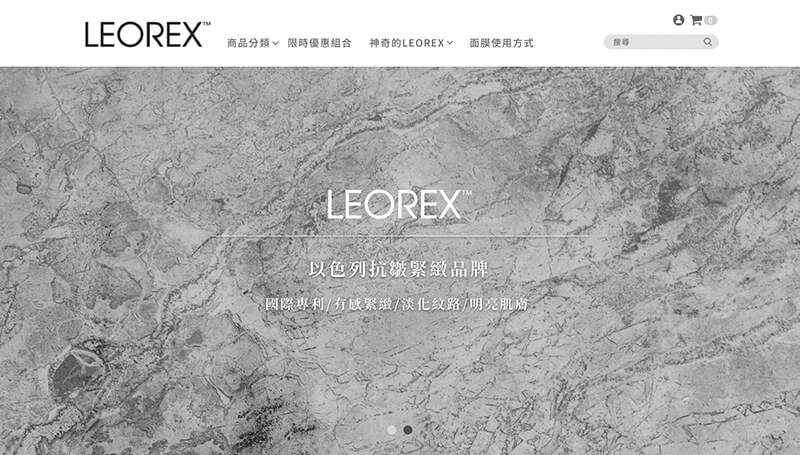 LEOREX™
商品分類 限時優惠組合 神奇的LEOREX 面膜使用方式
0
搜尋
LEOREX™
以色列抗皺緊緻品牌
國際專利/有感緊緻/淡化紋路/明亮肌膚